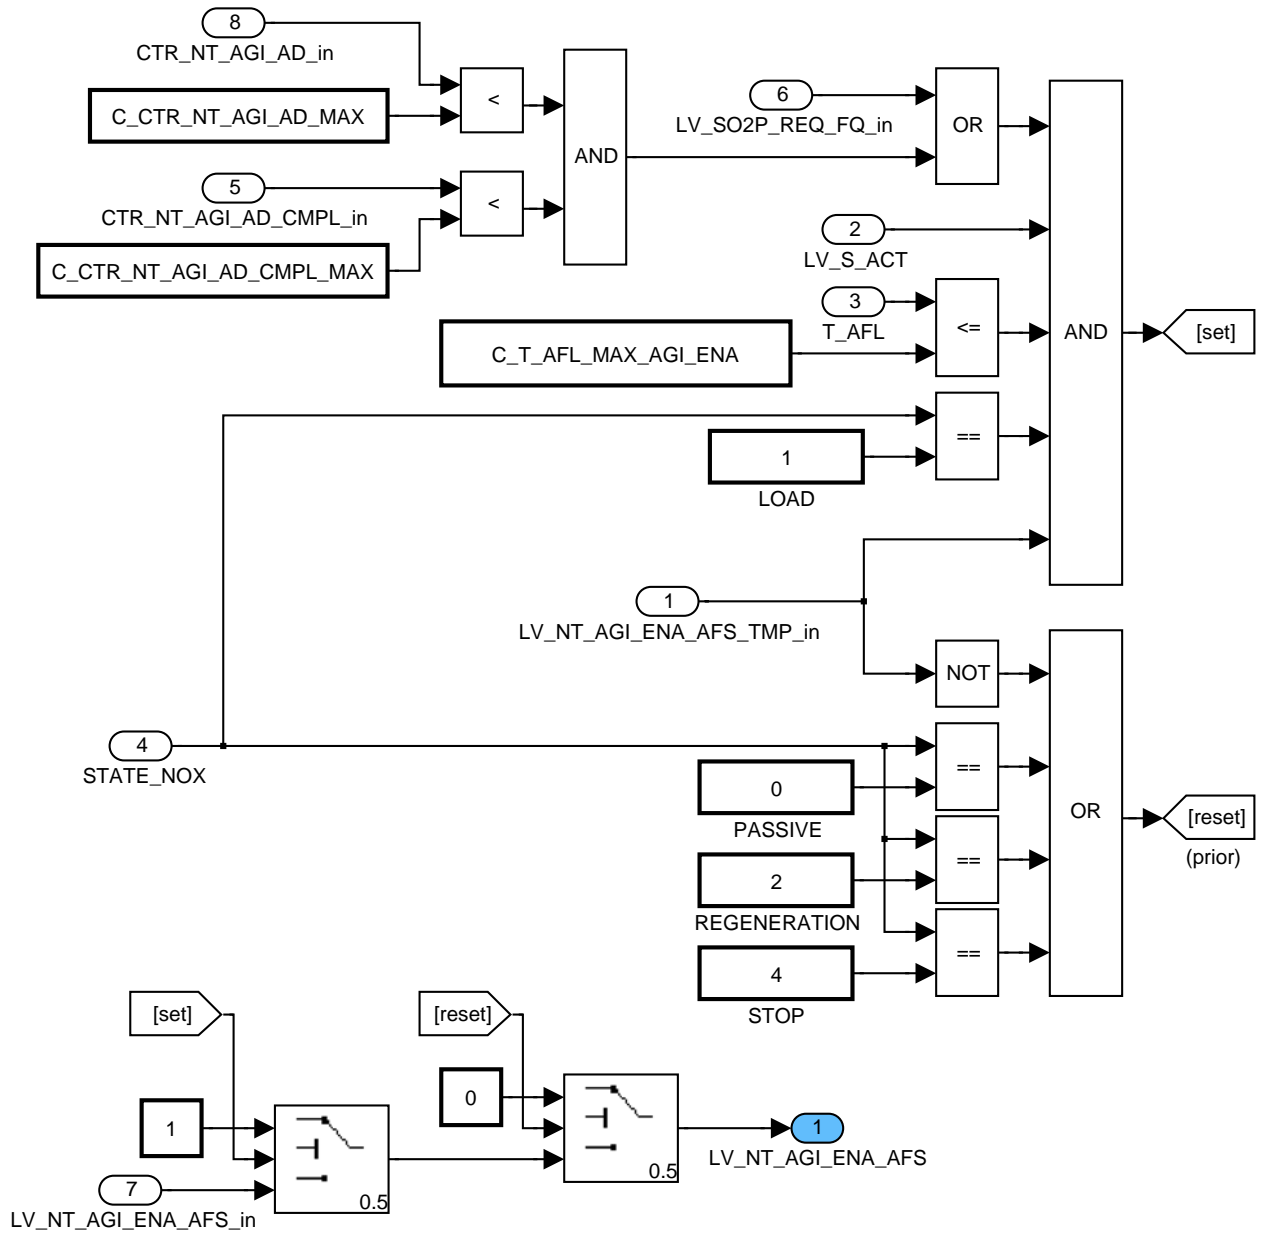 8
CTR_NT_AGI_AD_in
C_CTR_NT_AGI_AD_MAX
<
5
CTR_NT_AGI_AD_CMPL_in
C_CTR_NT_AGI_AD_CMPL_MAX
<
AND
6
LV_SO2P_REQ_FQ_in
OR
2
LV_S_ACT
3
T_AFL
C_T_AFL_MAX_AGI_ENA
<=
1
LOAD
==
AND
[set]
1
LV_NT_AGI_ENA_AFS_TMP_in
NOT
4
STATE_NOX
0
PASSIVE
==
2
REGENERATION
==
4
STOP
==
OR
[reset]
(prior)
[set]
1
7
LV_NT_AGI_ENA_AFS_in
0.5
[reset]
0
0.5
1
LV_NT_AGI_ENA_AFS